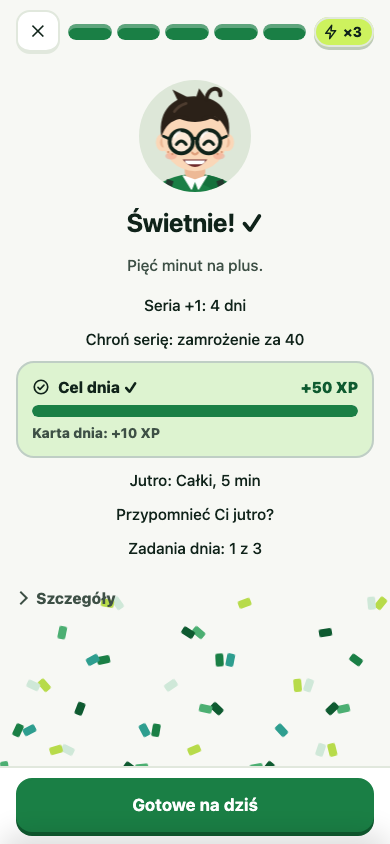 ×3
Świetnie! ✓
Pięć minut na plus.
Seria +1: 4 dni
Chroń serię: zamrożenie za 40
Cel dnia ✓ +50 XP
Karta dnia: +10 XP
Jutro: Całki, 5 min
Przypomnieć Ci jutro?
Zadania dnia: 1 z 3
Szczegóły
Gotowe na dziś